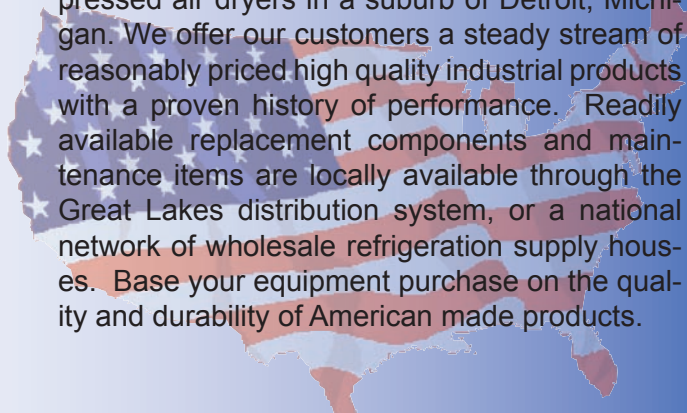 pressed air dryers in a suburb of Detroit, Michi-
gan. We offer our customers a steady stream of
reasonably priced high quality industrial products
with a proven history of performance.  Readily
available replacement components and main-
tenance items are locally available through the
Great Lakes distribution system, or a national
network of wholesale refrigeration supply hous-
es.  Base your equipment purchase on the qual-
ity and durability of American made products.